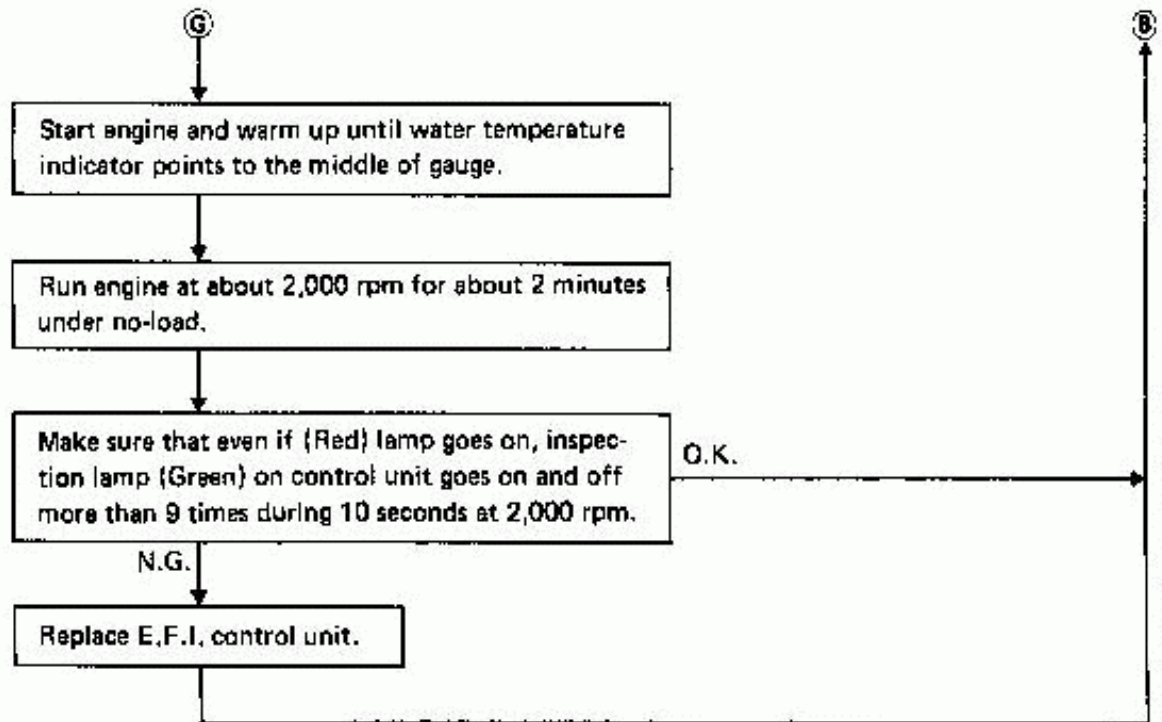 G
B
Start engine and warm up until water temperature
indicator points to the middle of gauge.
Run engine at about 2,000 rpm for about 2 minutes
under no-load.
Make sure that even if (Red) lamp goes on, inspec-
tion lamp (Green) on control unit goes on and off
more than 9 times during 10 seconds at 2,000 rpm.
O.K.
N.G.
Replace E.F.I. control unit.